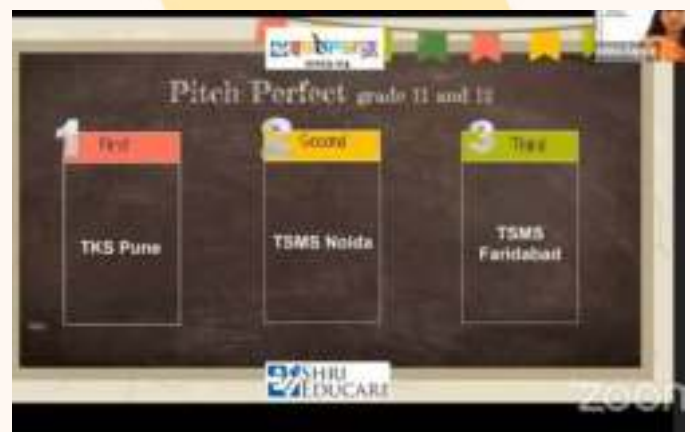 Pitch Perfect grade 11 and 12
1 First
2 Second
3 Third
TKS Pune
TSMS Noida
TSMS
Faridabad
SHRI
EDUCARE
zoom